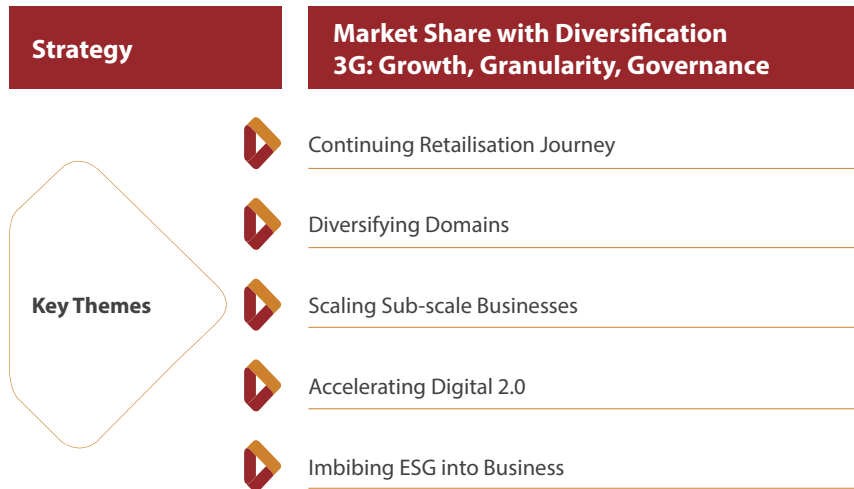 Strategy
Market Share with Diversification
3G: Growth, Granularity, Governance
Key Themes
Continuing Retailisation Journey
Diversifying Domains
Scaling Sub-scale Businesses
Accelerating Digital 2.0
Imbibing ESG into Business